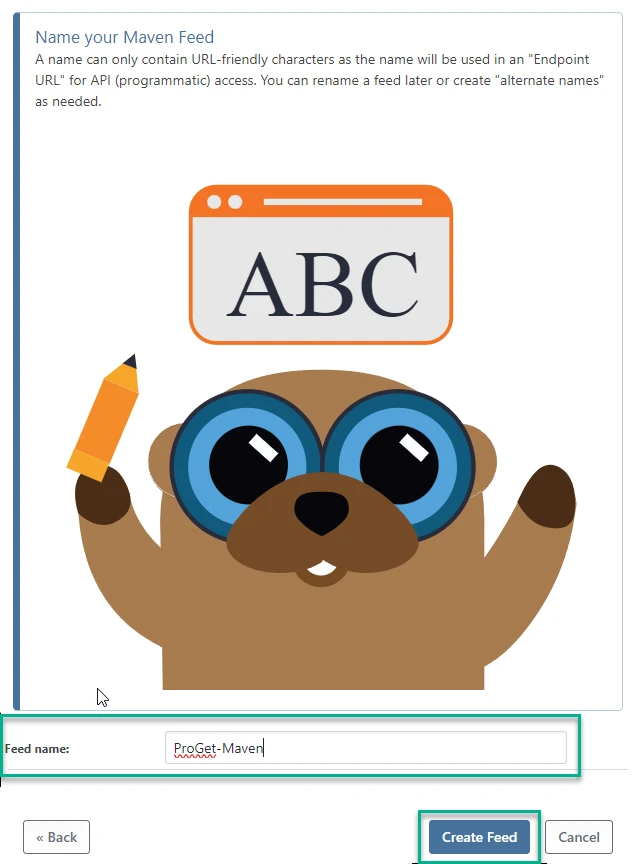 Name your Maven Feed
A name can only contain URL-friendly characters as the name will be used in an "Endpoint
URL" for API (programmatic) access. You can rename a feed later or create "alternate names"
as needed.
ABC
Feed name:
ProGet-Maven
« Back
Create Feed
Cancel